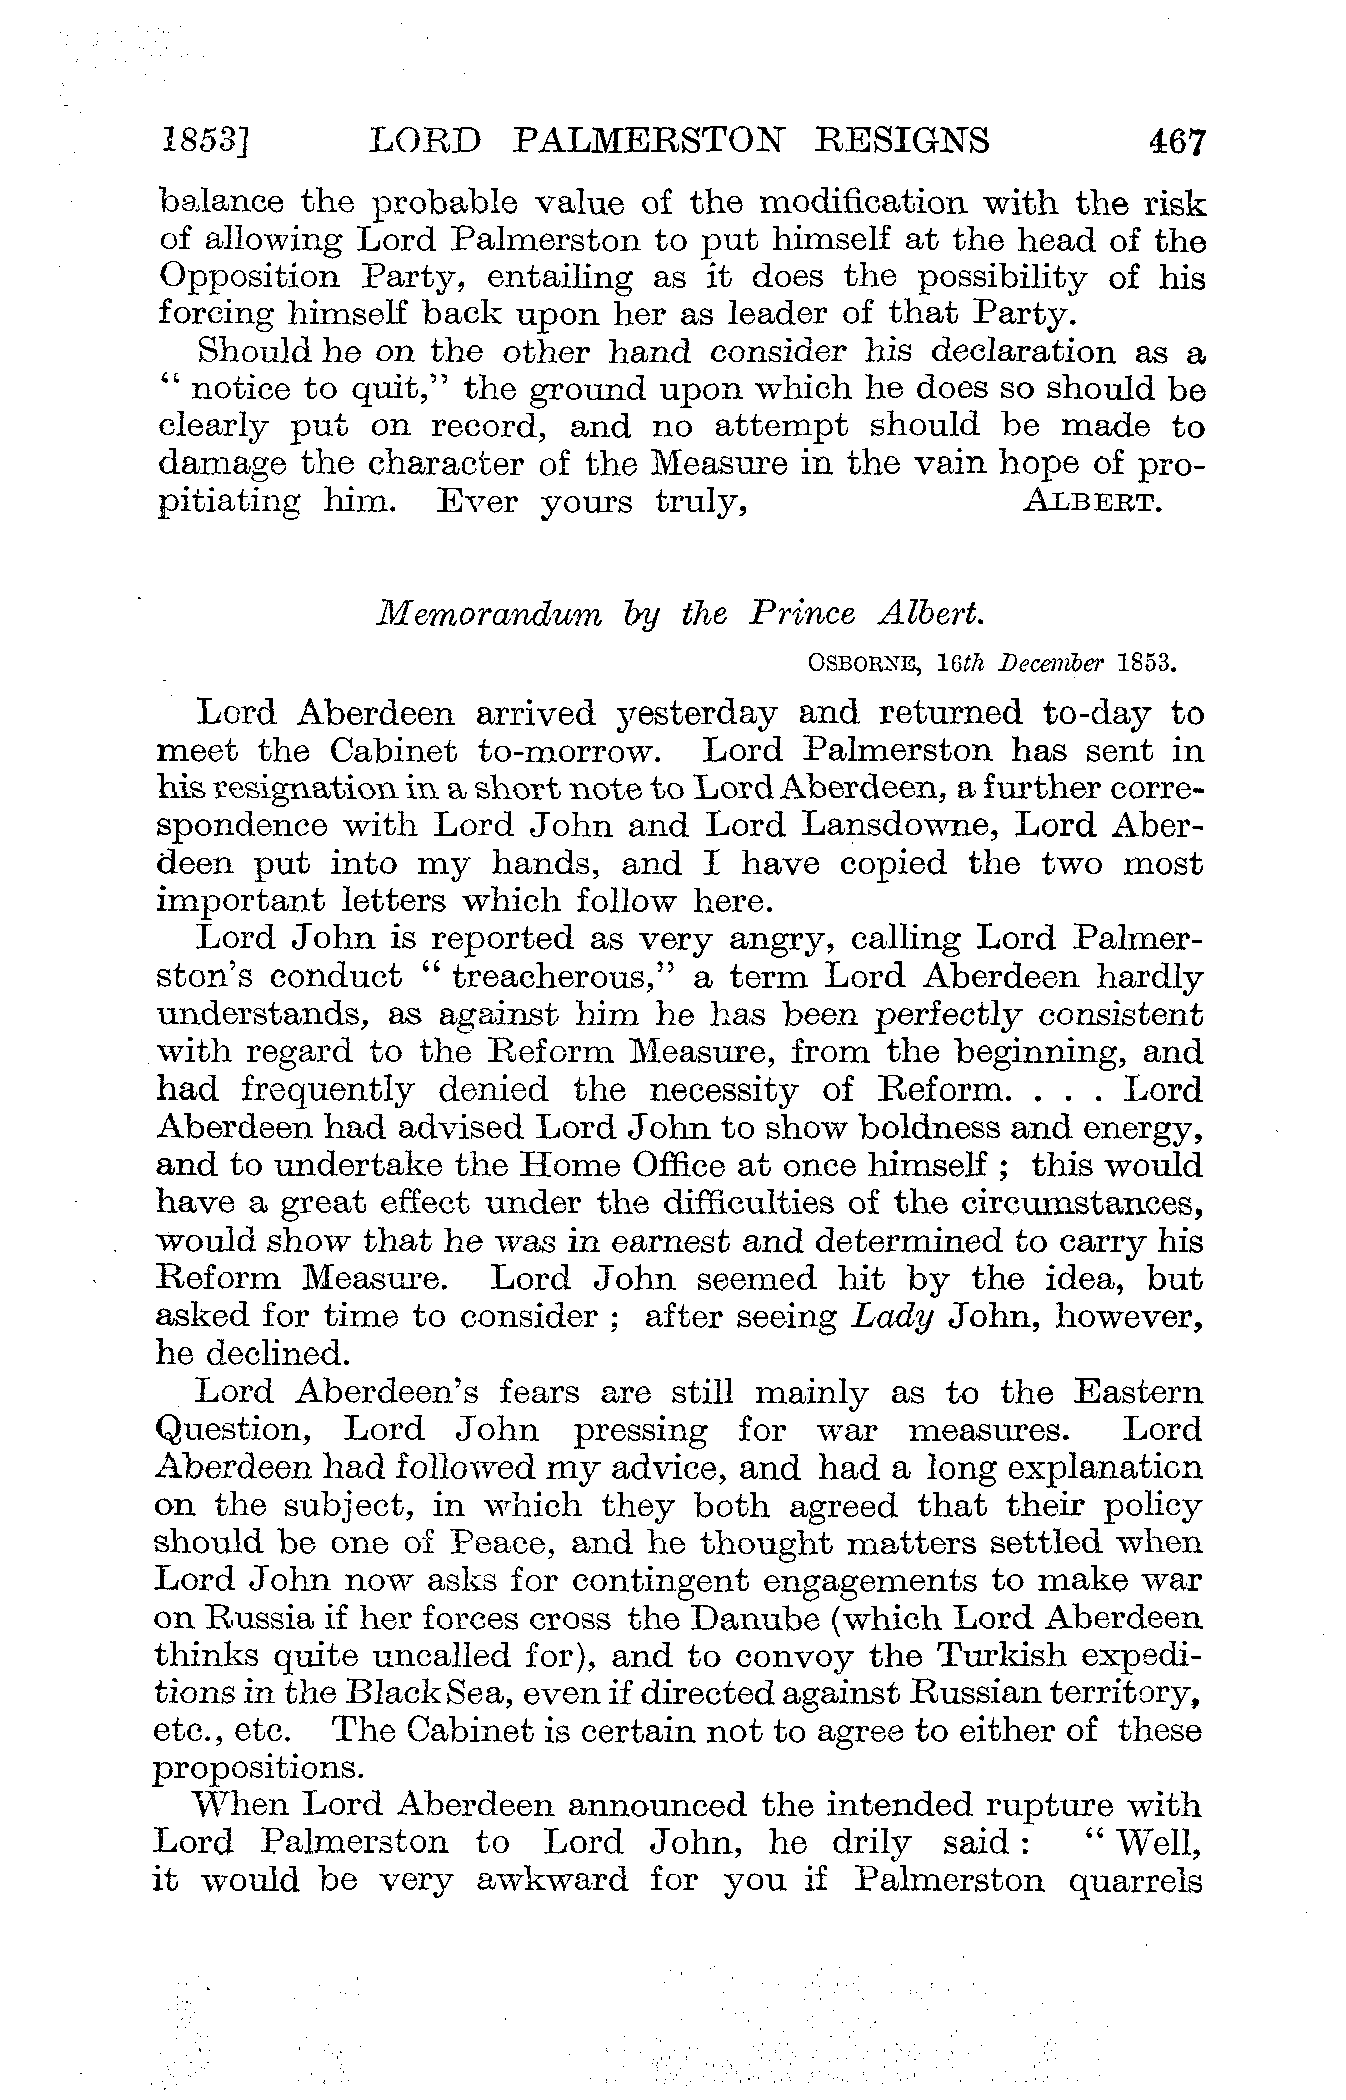 1853] LORD PALMERSTON RESIGNS 467
balance the probable value of the modification with the risk
of allowing Lord Palmerston to put himself at the head of the
Opposition Party, entailing as it does the possibility of his
forcing himself back upon her as leader of that Party.
Should he on the other hand consider his declaration as a
“ notice to quit,” the ground upon which he does so should be
clearly put on record, and no attempt should be made to
damage the character of the Measure in the vain hope of pro-
pitiating him. Ever yours truly, ALBERT.
Memorandum by the Prince Albert.
OSBORNE, 16th December 1853.
Lord Aberdeen arrived yesterday and returned to-day to
meet the Cabinet to-morrow. Lord Palmerston has sent in
his resignation in a short note to Lord Aberdeen, a further corre-
spondence with Lord John and Lord Lansdowne, Lord Aber-
deen put into my hands, and I have copied the two most
important letters which follow here.
Lord John is reported as very angry, calling Lord Palmer-
ston's conduct “ treacherous,” a term Lord Aberdeen hardly
understands, as against him he has been perfectly consistent
with regard to the Reform Measure, from the beginning, and
had frequently denied the necessity of Reform. . . . Lord
Aberdeen had advised Lord John to show boldness and energy,
and to undertake the Home Office at once himself ; this would
have a great effect under the difficulties of the circumstances,
would show that he was in earnest and determined to carry his
Reform Measure. Lord John seemed hit by the idea, but
asked for time to consider ; after seeing Lady John, however,
he declined.
Lord Aberdeen's fears are still mainly as to the Eastern
Question, Lord John pressing for war measures. Lord
Aberdeen had followed my advice, and had a long explanation
on the subject, in which they both agreed that their policy
should be one of Peace, and he thought matters settled when
Lord John now asks for contingent engagements to make war
on Russia if her forces cross the Danube (which Lord Aberdeen
thinks quite uncalled for), and to convoy the Turkish expedi-
tions in the Black Sea, even if directed against Russian territory,
etc., etc. The Cabinet is certain not to agree to either of these
propositions.
When Lord Aberdeen announced the intended rupture with
Lord Palmerston to Lord John, he drily said : “ Well,
it would be very awkward for you if Palmerston quarrels